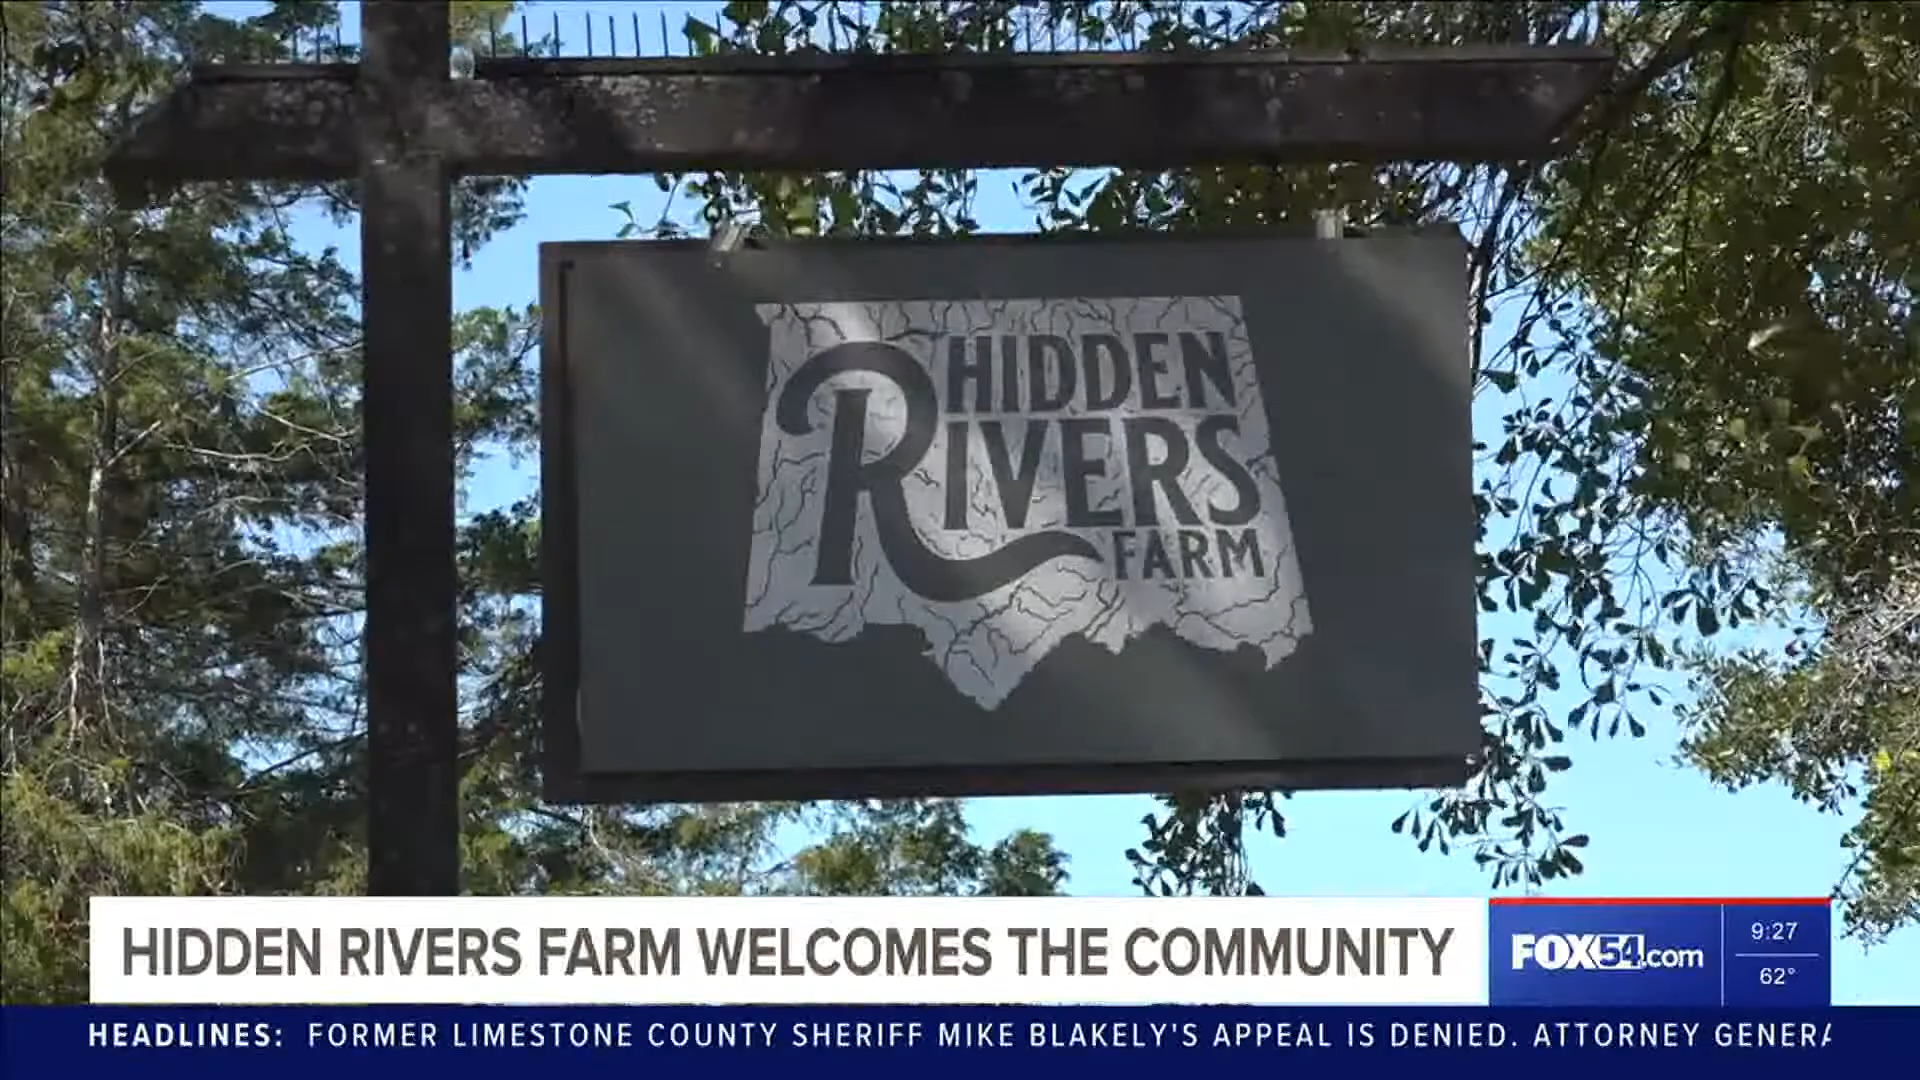 HIDDEN
RIVERS
FARM
HIDDEN RIVERS FARM WELCOMES THE COMMUNITY
FOX54.com
9:27
62°
HEADLINES: FORMER LIMESTONE COUNTY SHERIFF MIKE BLAKELY'S APPEAL IS DENIED. ATTORNEY GENERA